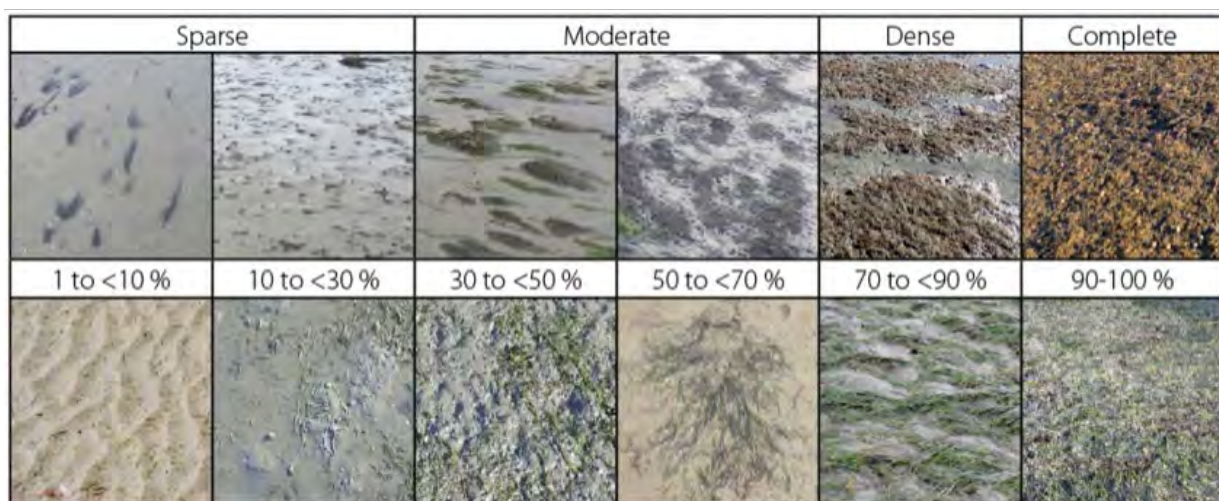 Sparse Moderate Dense Complete
1 to <10 % 10 to <30 % 30 to <50 % 50 to <70 % 70 to <90 % 90-100 %